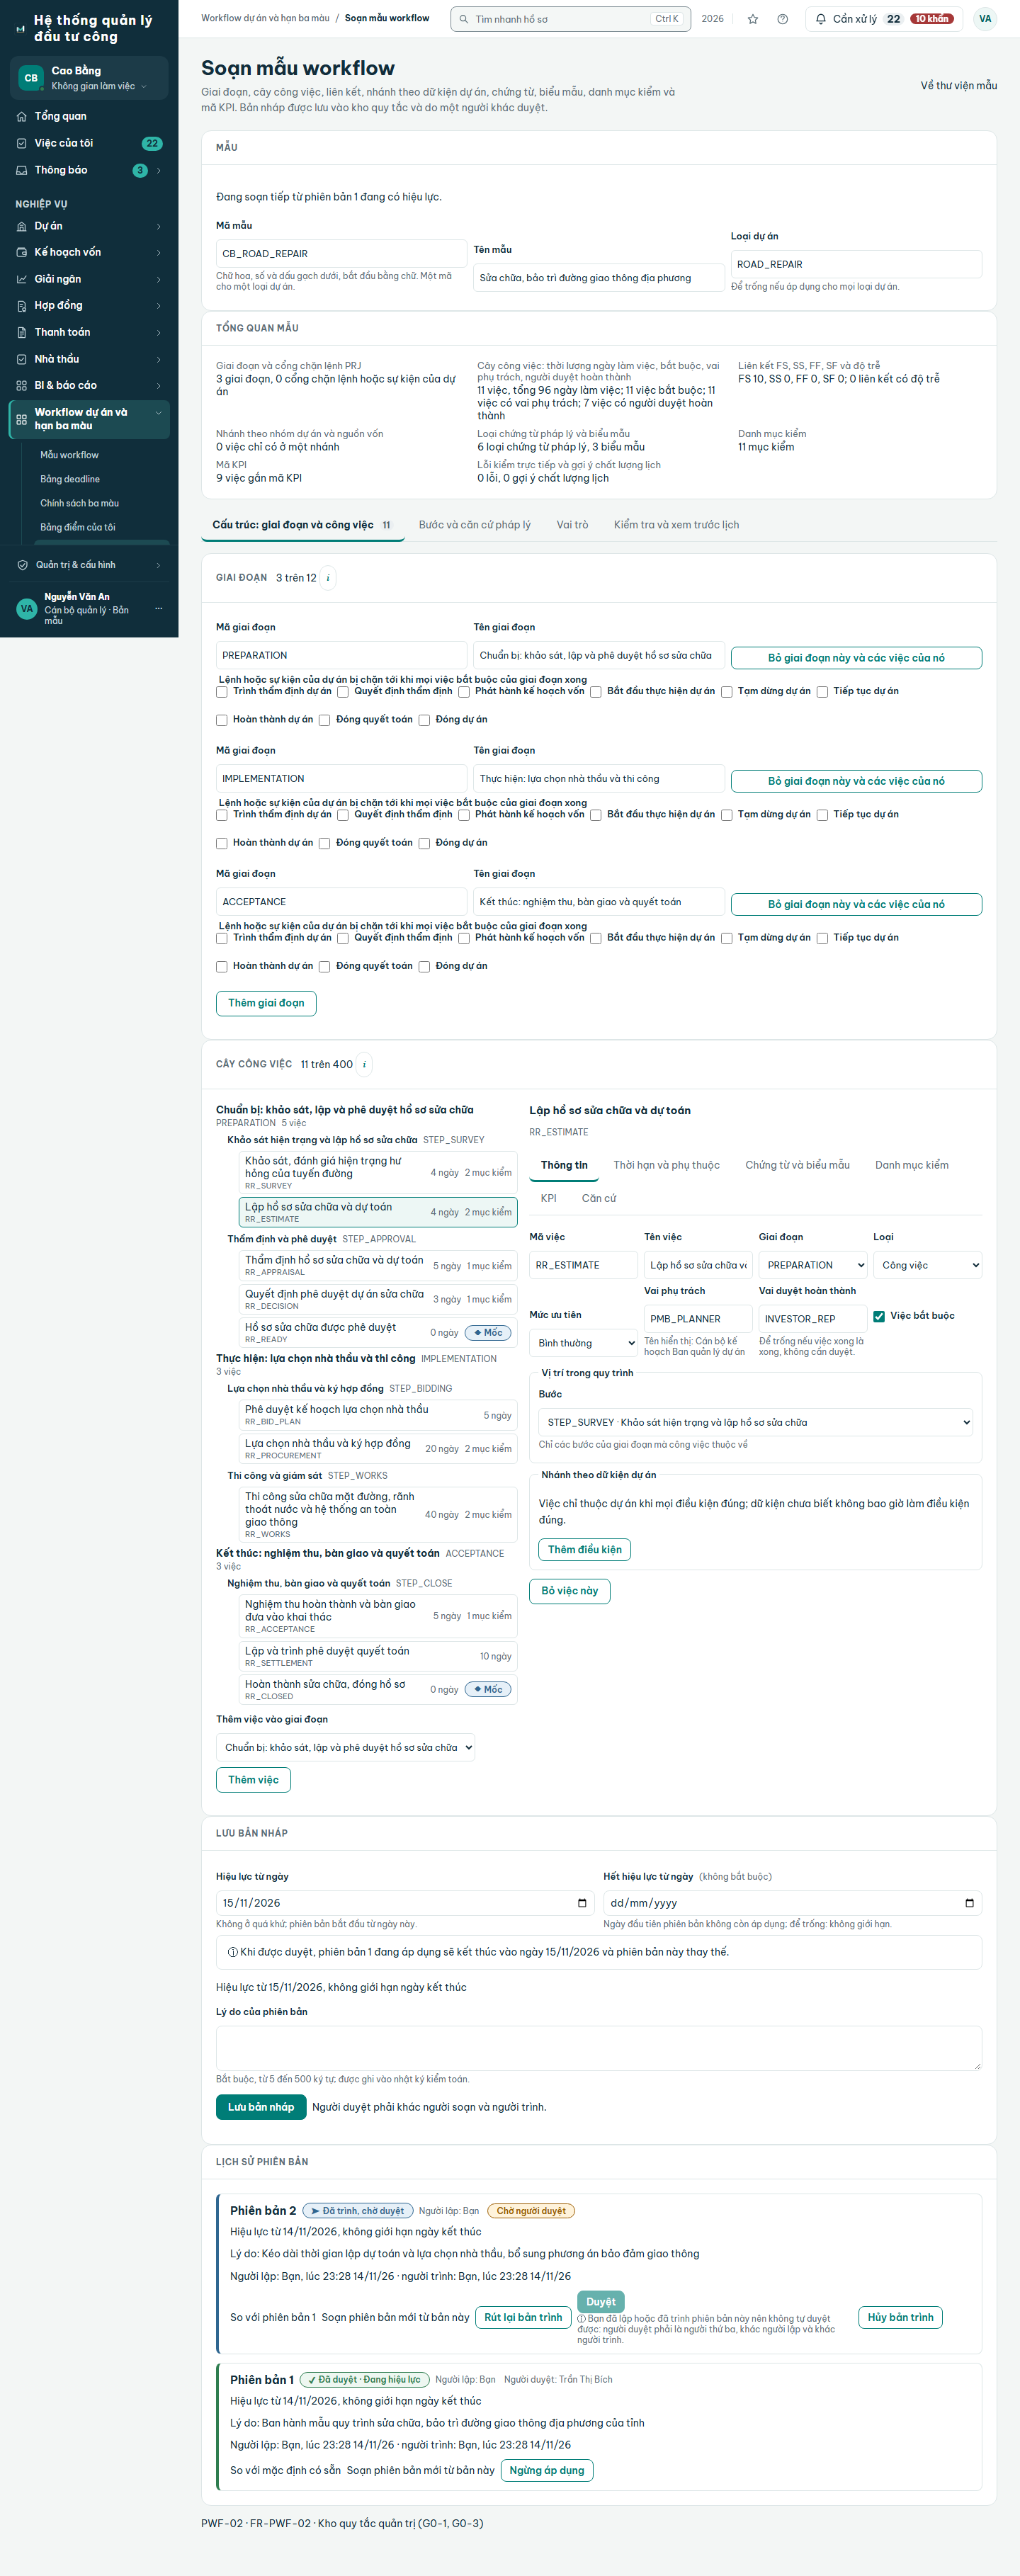 Hệ thống quản lý
đầu tư công
CB
Cao Bằng
Không gian làm việc
Tổng quan
Việc của tôi 22
Thông báo 3
NGHIỆP VỤ
Dự án
Kế hoạch vốn
Giải ngân
Hợp đồng
Thanh toán
Nhà thầu
BI & báo cáo
Workflow dự án và
hạn ba màu
Mẫu workflow
Bảng deadline
Chính sách ba màu
Bảng điểm của tôi
Quản trị & cấu hình
VA
Nguyễn Văn An
Cán bộ quản lý · Bản
mẫu
Workflow dự án và hạn ba màu / Soạn mẫu workflow
Tìm nhanh hồ sơ Ctrl K
2026
Cần xử lý 22 10 khẩn
VA
Soạn mẫu workflow
Giai đoạn, cây công việc, liên kết, nhánh theo dữ kiện dự án, chứng từ, biểu mẫu, danh mục kiểm và
mã KPI. Bản nháp được lưu vào kho quy tắc và do một người khác duyệt.
Về thư viện mẫu
MẪU
Đang soạn tiếp từ phiên bản 1 đang có hiệu lực.
Mã mẫu
CB_ROAD_REPAIR
Chữ hoa, số và dấu gạch dưới, bắt đầu bằng chữ. Một mã
cho một loại dự án.
Tên mẫu
Sửa chữa, bảo trì đường giao thông địa phương
Loại dự án
ROAD_REPAIR
Để trống nếu áp dụng cho mọi loại dự án.
TỔNG QUAN MẪU
Giai đoạn và cổng chặn lệnh PRJ
3 giai đoạn, 0 cổng chặn lệnh hoặc sự kiện của dự
án
Cây công việc: thời lượng ngày làm việc, bắt buộc, vai
phụ trách, người duyệt hoàn thành
11 việc, tổng 96 ngày làm việc; 11 việc bắt buộc; 11
việc có vai phụ trách; 7 việc có người duyệt hoàn
thành
Liên kết FS, SS, FF, SF và độ trễ
FS 10, SS 0, FF 0, SF 0; 0 liên kết có độ trễ
Nhánh theo nhóm dự án và nguồn vốn
0 việc chỉ có ở một nhánh
Loại chứng từ pháp lý và biểu mẫu
6 loại chứng từ pháp lý, 3 biểu mẫu
Danh mục kiểm
11 mục kiểm
Mã KPI
9 việc gắn mã KPI
Lỗi kiểm trực tiếp và gợi ý chất lượng lịch
0 lỗi, 0 gợi ý chất lượng lịch
Cấu trúc: giai đoạn và công việc 11
Bước và căn cứ pháp lý
Vai trò
Kiểm tra và xem trước lịch
GIAI ĐOẠN 3 trên 12 i
Mã giai đoạn
PREPARATION
Tên giai đoạn
Chuẩn bị: khảo sát, lập và phê duyệt hồ sơ sửa chữa
Bỏ giai đoạn này và các việc của nó
Lệnh hoặc sự kiện của dự án bị chặn tới khi mọi việc bắt buộc của giai đoạn xong
Trình thẩm định dự án Quyết định thẩm định Phát hành kế hoạch vốn Bắt đầu thực hiện dự án Tạm dừng dự án Tiếp tục dự án
Hoàn thành dự án Đóng quyết toán Đóng dự án
Mã giai đoạn
IMPLEMENTATION
Tên giai đoạn
Thực hiện: lựa chọn nhà thầu và thi công
Bỏ giai đoạn này và các việc của nó
Lệnh hoặc sự kiện của dự án bị chặn tới khi mọi việc bắt buộc của giai đoạn xong
Trình thẩm định dự án Quyết định thẩm định Phát hành kế hoạch vốn Bắt đầu thực hiện dự án Tạm dừng dự án Tiếp tục dự án
Hoàn thành dự án Đóng quyết toán Đóng dự án
Mã giai đoạn
ACCEPTANCE
Tên giai đoạn
Kết thúc: nghiệm thu, bàn giao và quyết toán
Bỏ giai đoạn này và các việc của nó
Lệnh hoặc sự kiện của dự án bị chặn tới khi mọi việc bắt buộc của giai đoạn xong
Trình thẩm định dự án Quyết định thẩm định Phát hành kế hoạch vốn Bắt đầu thực hiện dự án Tạm dừng dự án Tiếp tục dự án
Hoàn thành dự án Đóng quyết toán Đóng dự án
Thêm giai đoạn
CÂY CÔNG VIỆC 11 trên 400 i
Chuẩn bị: khảo sát, lập và phê duyệt hồ sơ sửa chữa
PREPARATION 5 việc
Khảo sát hiện trạng và lập hồ sơ sửa chữa STEP_SURVEY
Khảo sát, đánh giá hiện trạng hư
hỏng của tuyến đường
RR_SURVEY
4 ngày 2 mục kiểm
Lập hồ sơ sửa chữa và dự toán
RR_ESTIMATE
4 ngày 2 mục kiểm
Thẩm định và phê duyệt STEP_APPROVAL
Thẩm định hồ sơ sửa chữa và dự toán
RR_APPRAISAL
5 ngày 1 mục kiểm
Quyết định phê duyệt dự án sửa chữa
RR_DECISION
3 ngày 1 mục kiểm
Hồ sơ sửa chữa được phê duyệt
RR_READY
0 ngày Mốc
Thực hiện: lựa chọn nhà thầu và thi công IMPLEMENTATION
3 việc
Lựa chọn nhà thầu và ký hợp đồng STEP_BIDDING
Phê duyệt kế hoạch lựa chọn nhà thầu
RR_BID_PLAN
5 ngày
Lựa chọn nhà thầu và ký hợp đồng
RR_PROCUREMENT
20 ngày 2 mục kiểm
Thi công và giám sát STEP_WORKS
Thi công sửa chữa mặt đường, rãnh
thoát nước và hệ thống an toàn
giao thông
RR_WORKS
40 ngày 2 mục kiểm
Kết thúc: nghiệm thu, bàn giao và quyết toán ACCEPTANCE
3 việc
Nghiệm thu, bàn giao và quyết toán STEP_CLOSE
Nghiệm thu hoàn thành và bàn giao
đưa vào khai thác
RR_ACCEPTANCE
5 ngày 1 mục kiểm
Lập và trình phê duyệt quyết toán
RR_SETTLEMENT
10 ngày
Hoàn thành sửa chữa, đóng hồ sơ
RR_CLOSED
0 ngày Mốc
Thêm việc vào giai đoạn
Chuẩn bị: khảo sát, lập và phê duyệt hồ sơ sửa chữa
Thêm việc
Lập hồ sơ sửa chữa và dự toán
RR_ESTIMATE
Thông tin
Thời hạn và phụ thuộc
Chứng từ và biểu mẫu
Danh mục kiểm
KPI
Căn cứ
Mã việc
RR_ESTIMATE
Tên việc
Lập hồ sơ sửa chữa và
Giai đoạn
PREPARATION
Loại
Công việc
Mức ưu tiên
Bình thường
Vai phụ trách
PMB_PLANNER
Tên hiển thị: Cán bộ kế
hoạch Ban quản lý dự án
Vai duyệt hoàn thành
INVESTOR_REP
Để trống nếu việc xong là
xong, không cần duyệt.
Việc bắt buộc
Vị trí trong quy trình
Bước
STEP_SURVEY · Khảo sát hiện trạng và lập hồ sơ sửa chữa
Chỉ các bước của giai đoạn mà công việc thuộc về
Nhánh theo dữ kiện dự án
Việc chỉ thuộc dự án khi mọi điều kiện đúng; dữ kiện chưa biết không bao giờ làm điều kiện
đúng.
Thêm điều kiện
Bỏ việc này
LƯU BẢN NHÁP
Hiệu lực từ ngày
15/11/2026
Không ở quá khứ; phiên bản bắt đầu từ ngày này.
Hết hiệu lực từ ngày (không bắt buộc)
dd/mm/yyyy
Ngày đầu tiên phiên bản không còn áp dụng; để trống: không giới hạn.
Khi được duyệt, phiên bản 1 đang áp dụng sẽ kết thúc vào ngày 15/11/2026 và phiên bản này thay thế.
Hiệu lực từ 15/11/2026, không giới hạn ngày kết thúc
Lý do của phiên bản
Bắt buộc, từ 5 đến 500 ký tự; được ghi vào nhật ký kiểm toán.
Lưu bản nháp
Người duyệt phải khác người soạn và người trình.
LỊCH SỬ PHIÊN BẢN
Phiên bản 2 Đã trình, chờ duyệt Người lập: Bạn Chờ người duyệt
Hiệu lực từ 14/11/2026, không giới hạn ngày kết thúc
Lý do: Kéo dài thời gian lập dự toán và lựa chọn nhà thầu, bổ sung phương án bảo đảm giao thông
Người lập: Bạn, lúc 23:28 14/11/26 · người trình: Bạn, lúc 23:28 14/11/26
So với phiên bản 1 Soạn phiên bản mới từ bản này Rút lại bản trình
Duyệt
Bạn đã lập hoặc đã trình phiên bản này nên không tự duyệt
được: người duyệt phải là người thứ ba, khác người lập và khác
người trình.
Hủy bản trình
Phiên bản 1 Đã duyệt · Đang hiệu lực Người lập: Bạn Người duyệt: Trần Thị Bích
Hiệu lực từ 14/11/2026, không giới hạn ngày kết thúc
Lý do: Ban hành mẫu quy trình sửa chữa, bảo trì đường giao thông địa phương của tỉnh
Người lập: Bạn, lúc 23:28 14/11/26 · người trình: Bạn, lúc 23:28 14/11/26
So với mặc định có sẵn Soạn phiên bản mới từ bản này Ngừng áp dụng
PWF-02 · FR-PWF-02 · Kho quy tắc quản trị (G0-1, G0-3)